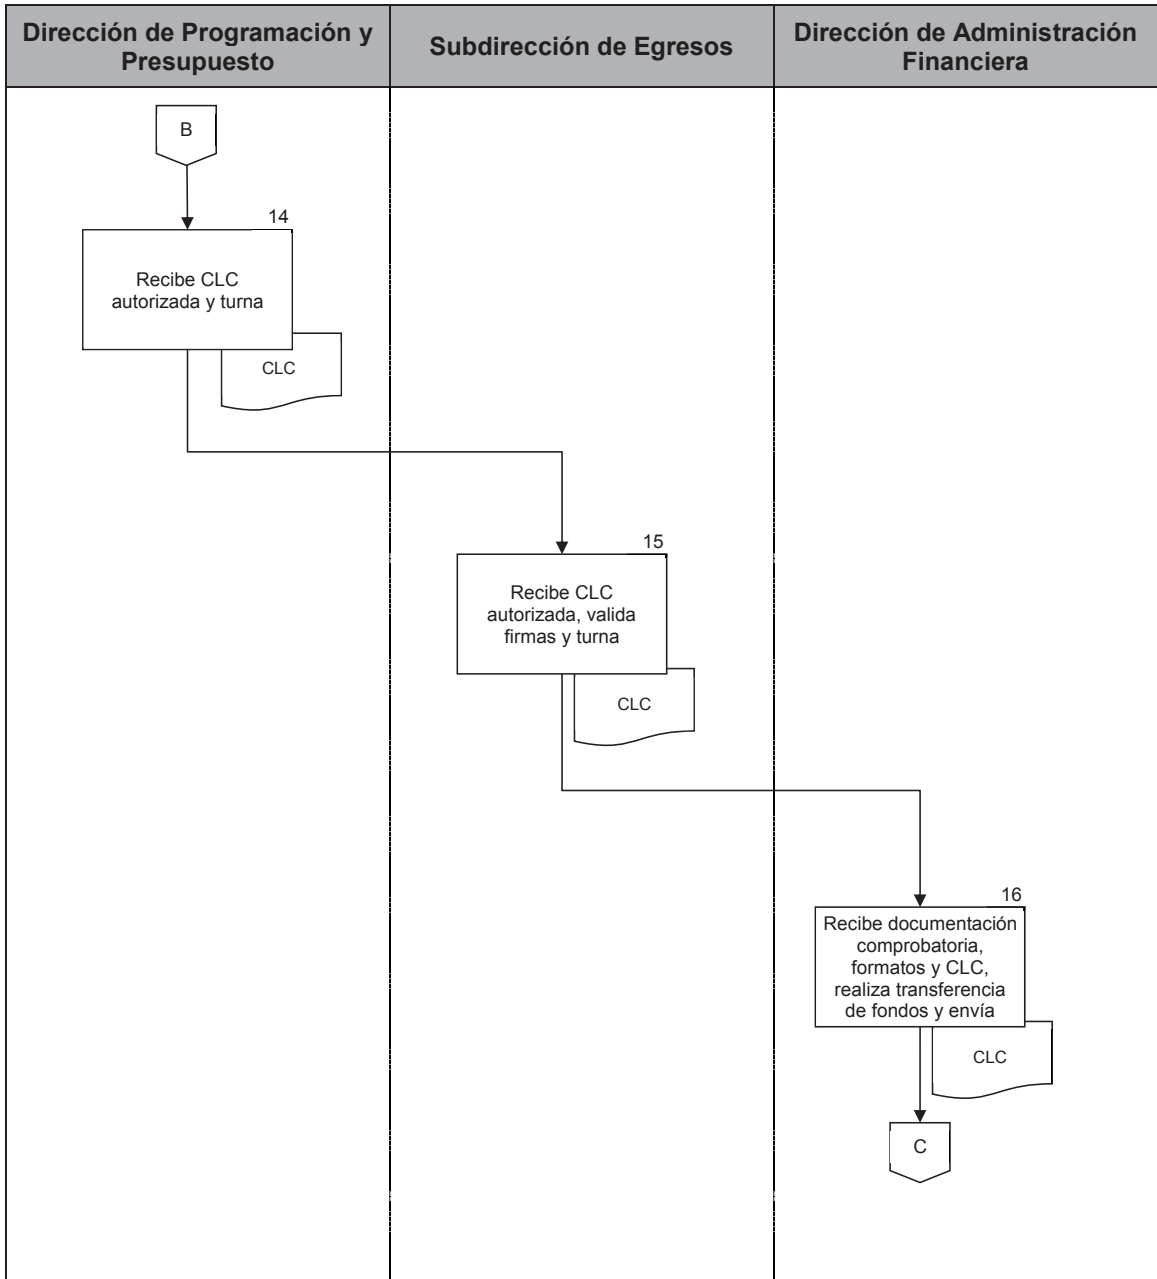 Dirección de Programación y
Presupuesto
Subdirección de Egresos
Dirección de Administración
Financiera
B
14
Recibe CLC
autorizada y turna
CLC
15
Recibe CLC
autorizada, valida
firmas y turna
CLC
16
Recibe documentación
comprobatoria,
formatos y CLC,
realiza transferencia
de fondos y envía
CLC
C